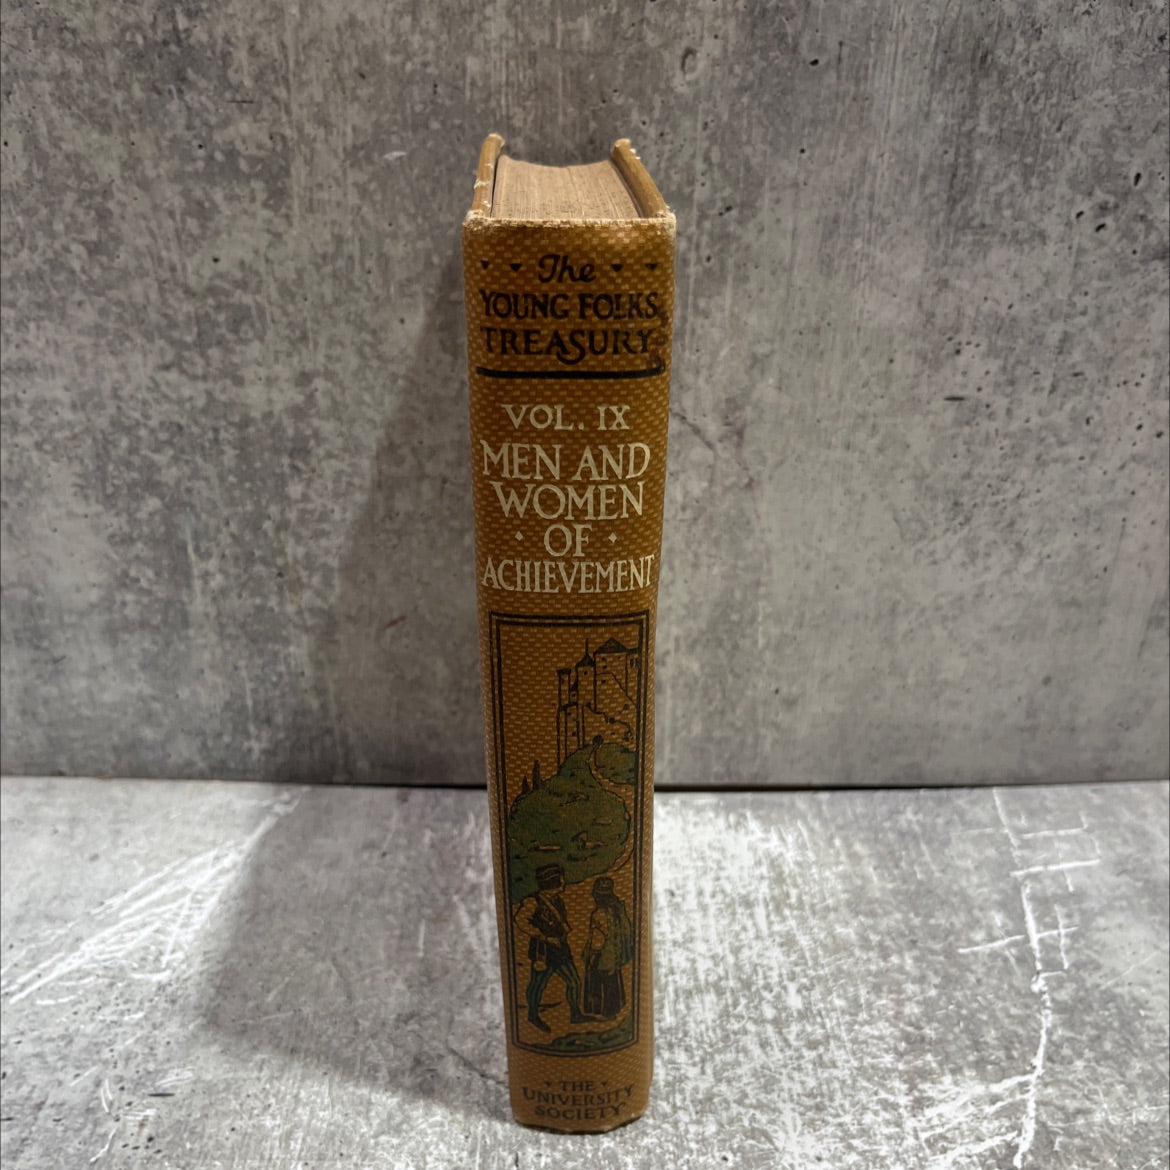 The
YOUNG FOLKS
TREASURY
VOL. IX
MEN AND
WOMEN
· OF ·
ACHIEVEMENT
THE
UNIVERSITY
SOCIETY